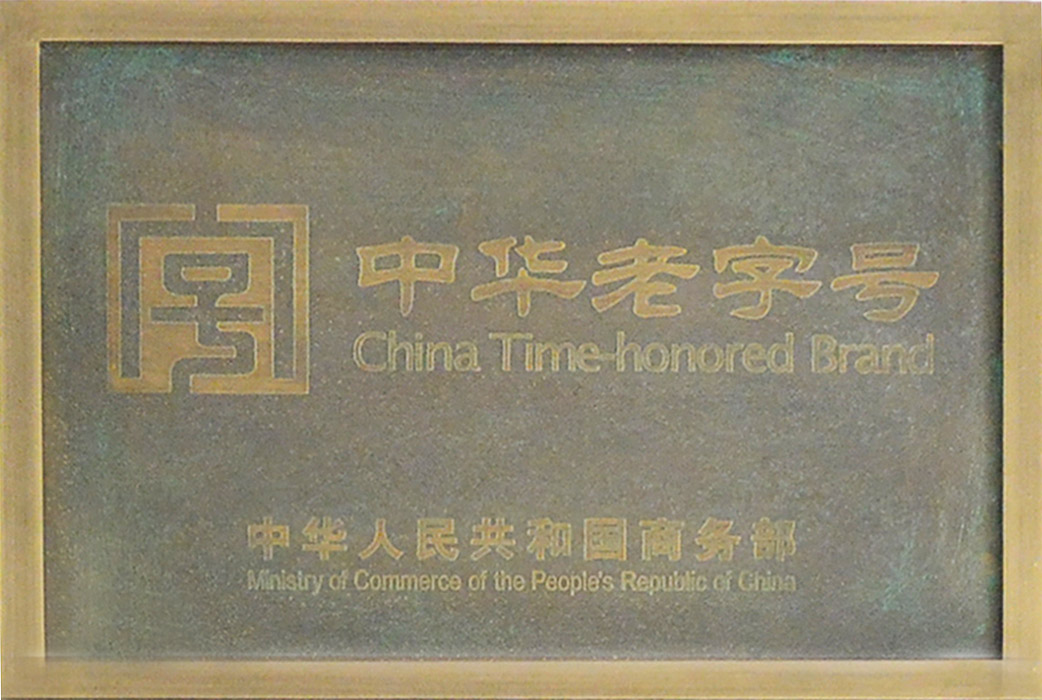 中华老字号
China Time-honored Brand
中华人民共和国商务部
Ministry of Commerce of the People's Republic of China